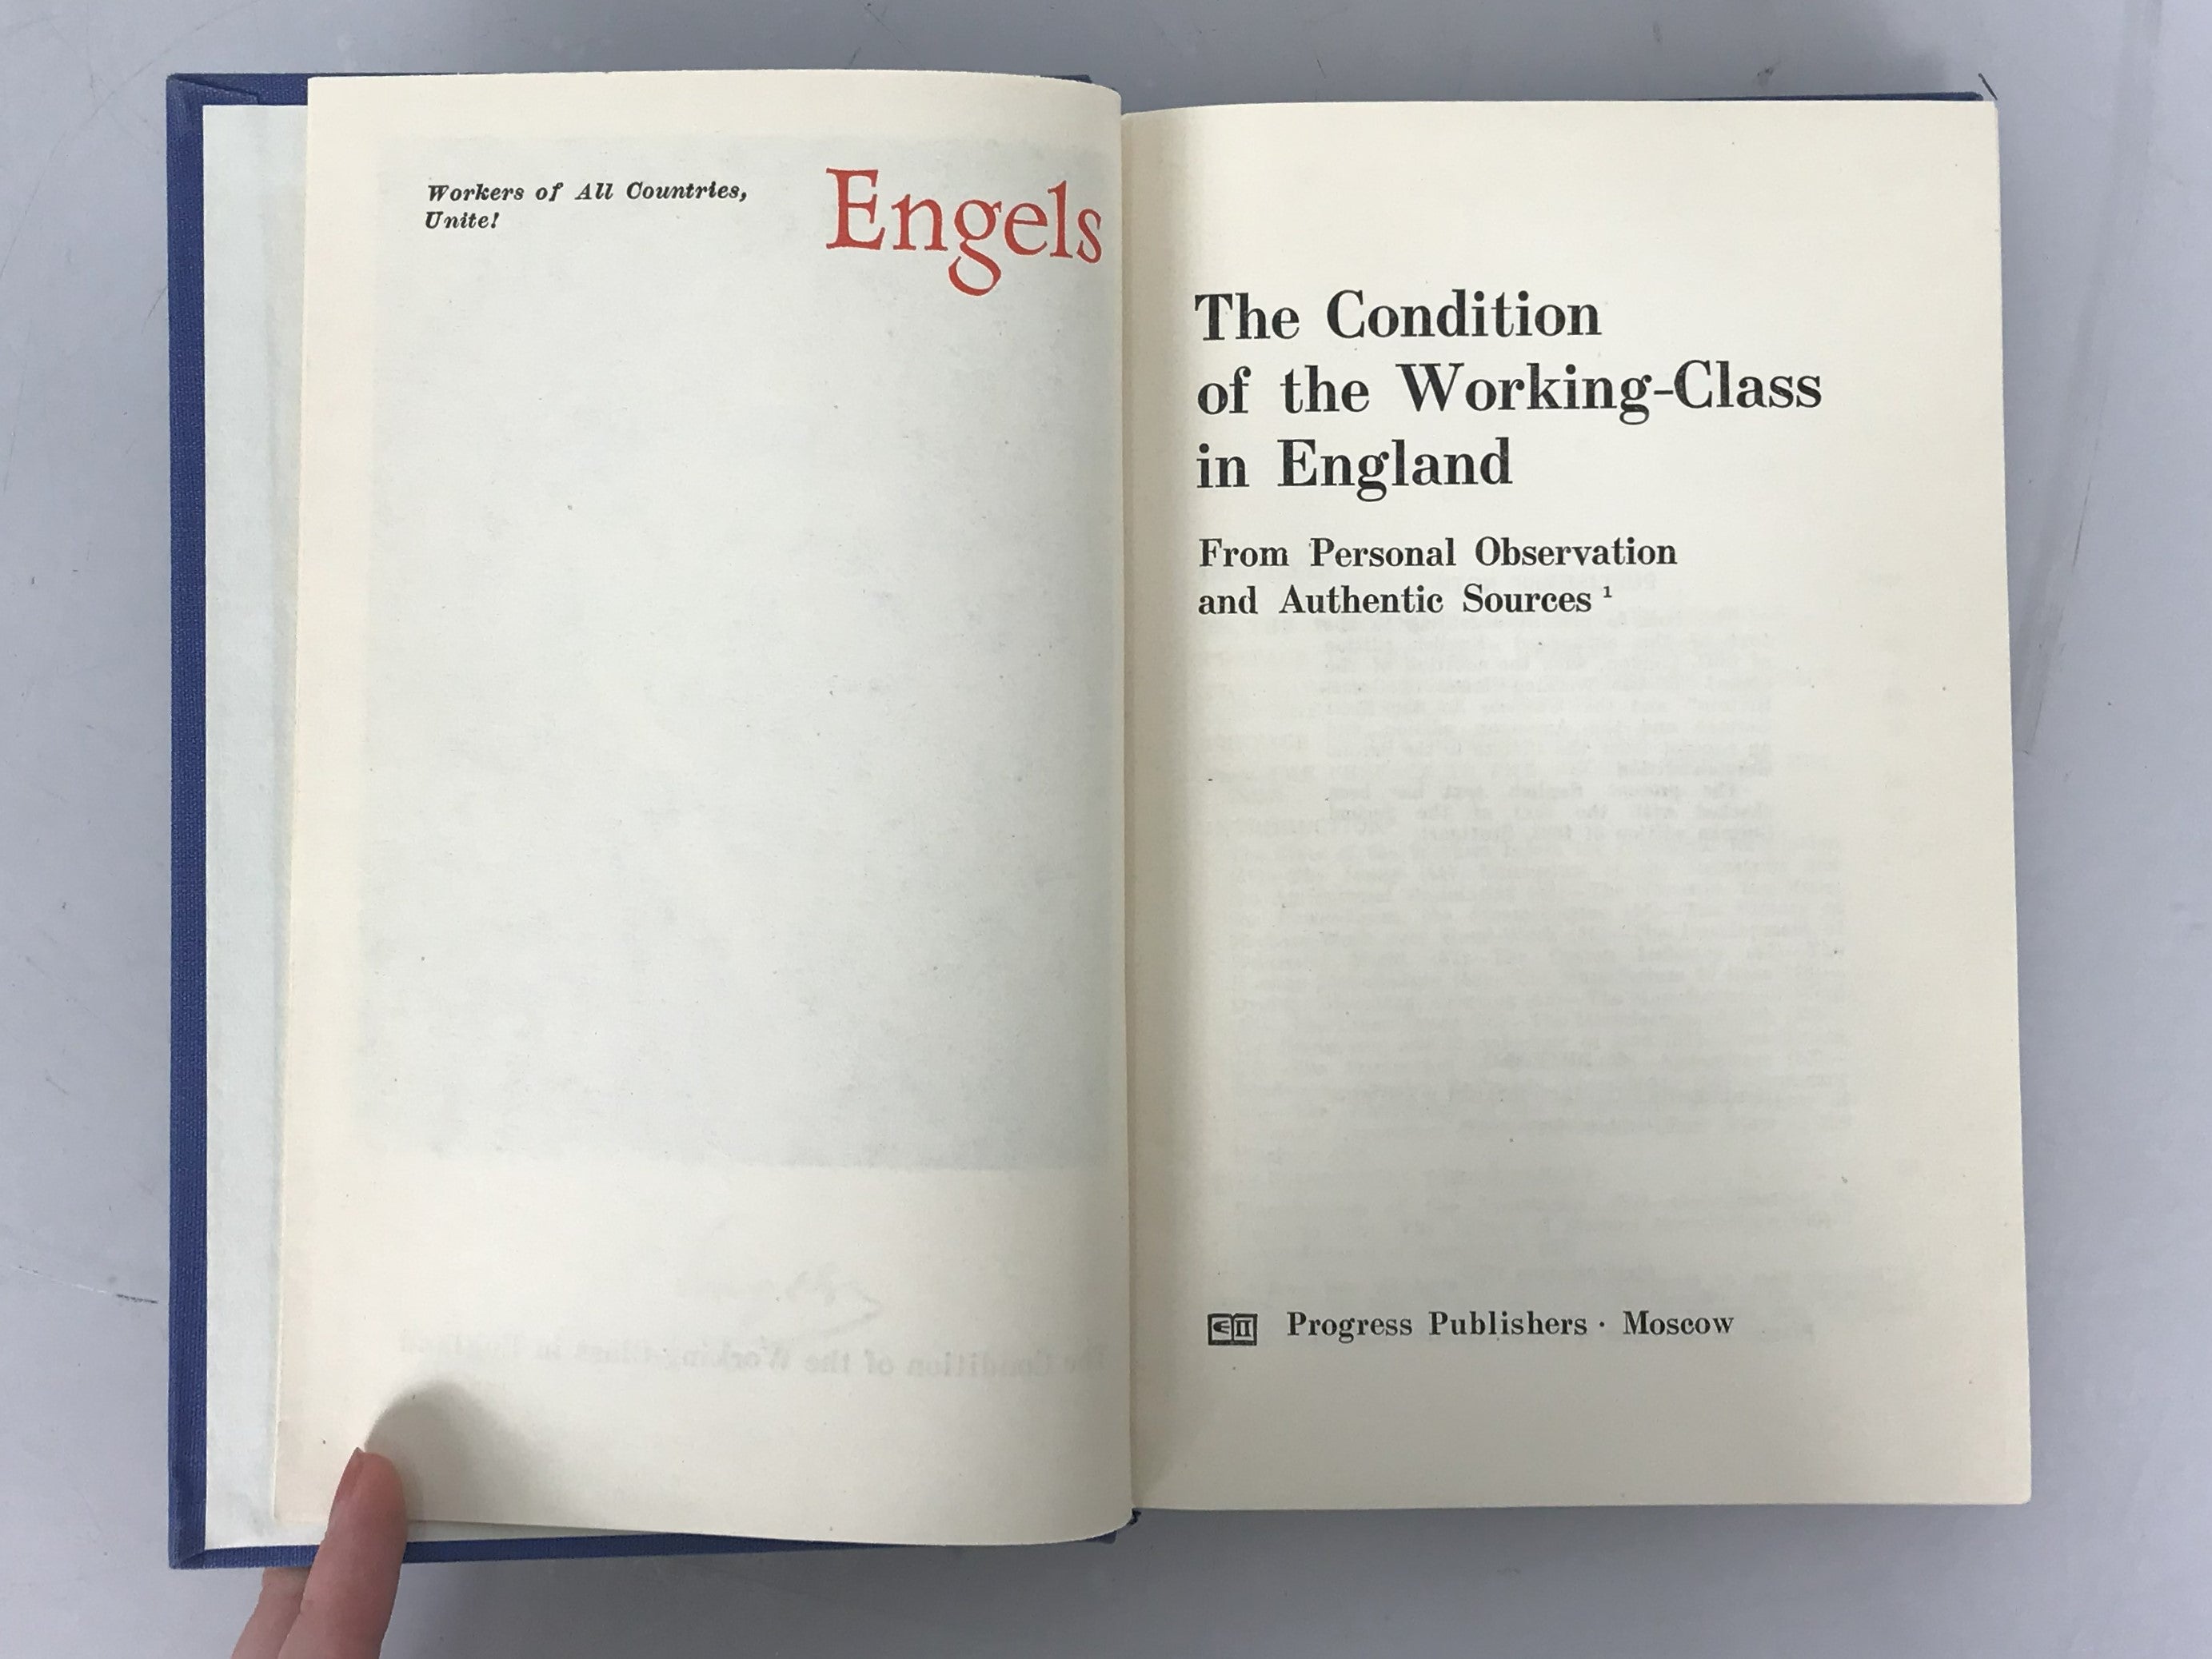 Workers of All Countries,
Unite!
Engels
The Condition
of the Working-Class
in England
From Personal Observation
and Authentic Sources ¹
Progress Publishers · Moscow